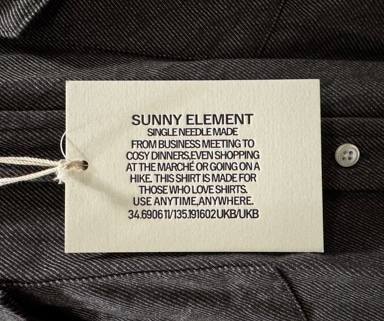 SUNNY ELEMENT
SINGLE NEEDLE MADE
FROM BUSINESS MEETING TO
COSY DINNERS,EVEN SHOPPING
AT THE MARCHÉ OR GOING ON A
HIKE. THIS SHIRT IS MADE FOR
THOSE WHO LOVE SHIRTS.
USE ANYTIME,ANYWHERE.
34.690611/135.191602UKB/UKB